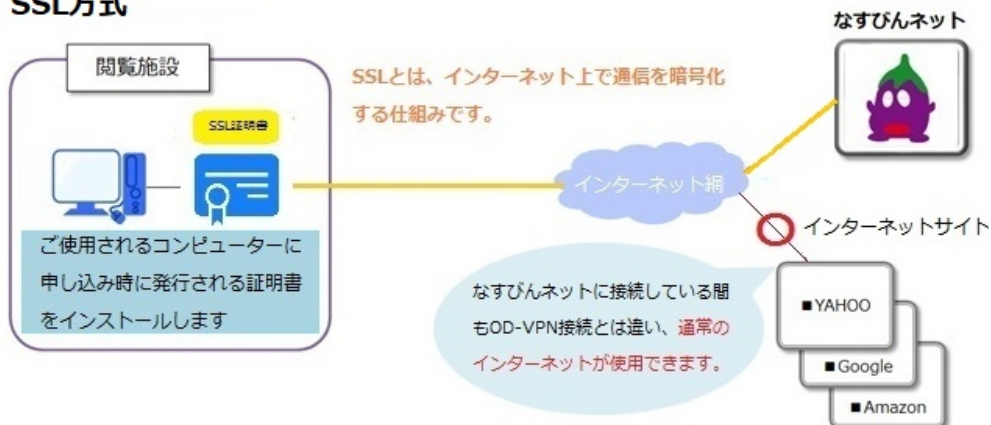 SSL方式
なすびんネット
閲覧施設
SSLとは、インターネット上で通信を暗号化
する仕組みです。
SSL証明書
インターネット網
ご使用されるコンピューターに
申し込み時に発行される証明書
をインストールします
インターネットサイト
なすびんネットに接続している間
もOD-VPN接続とは違い、通常の
インターネットが使用できます。
■YAHOO
■Google
■Amazon